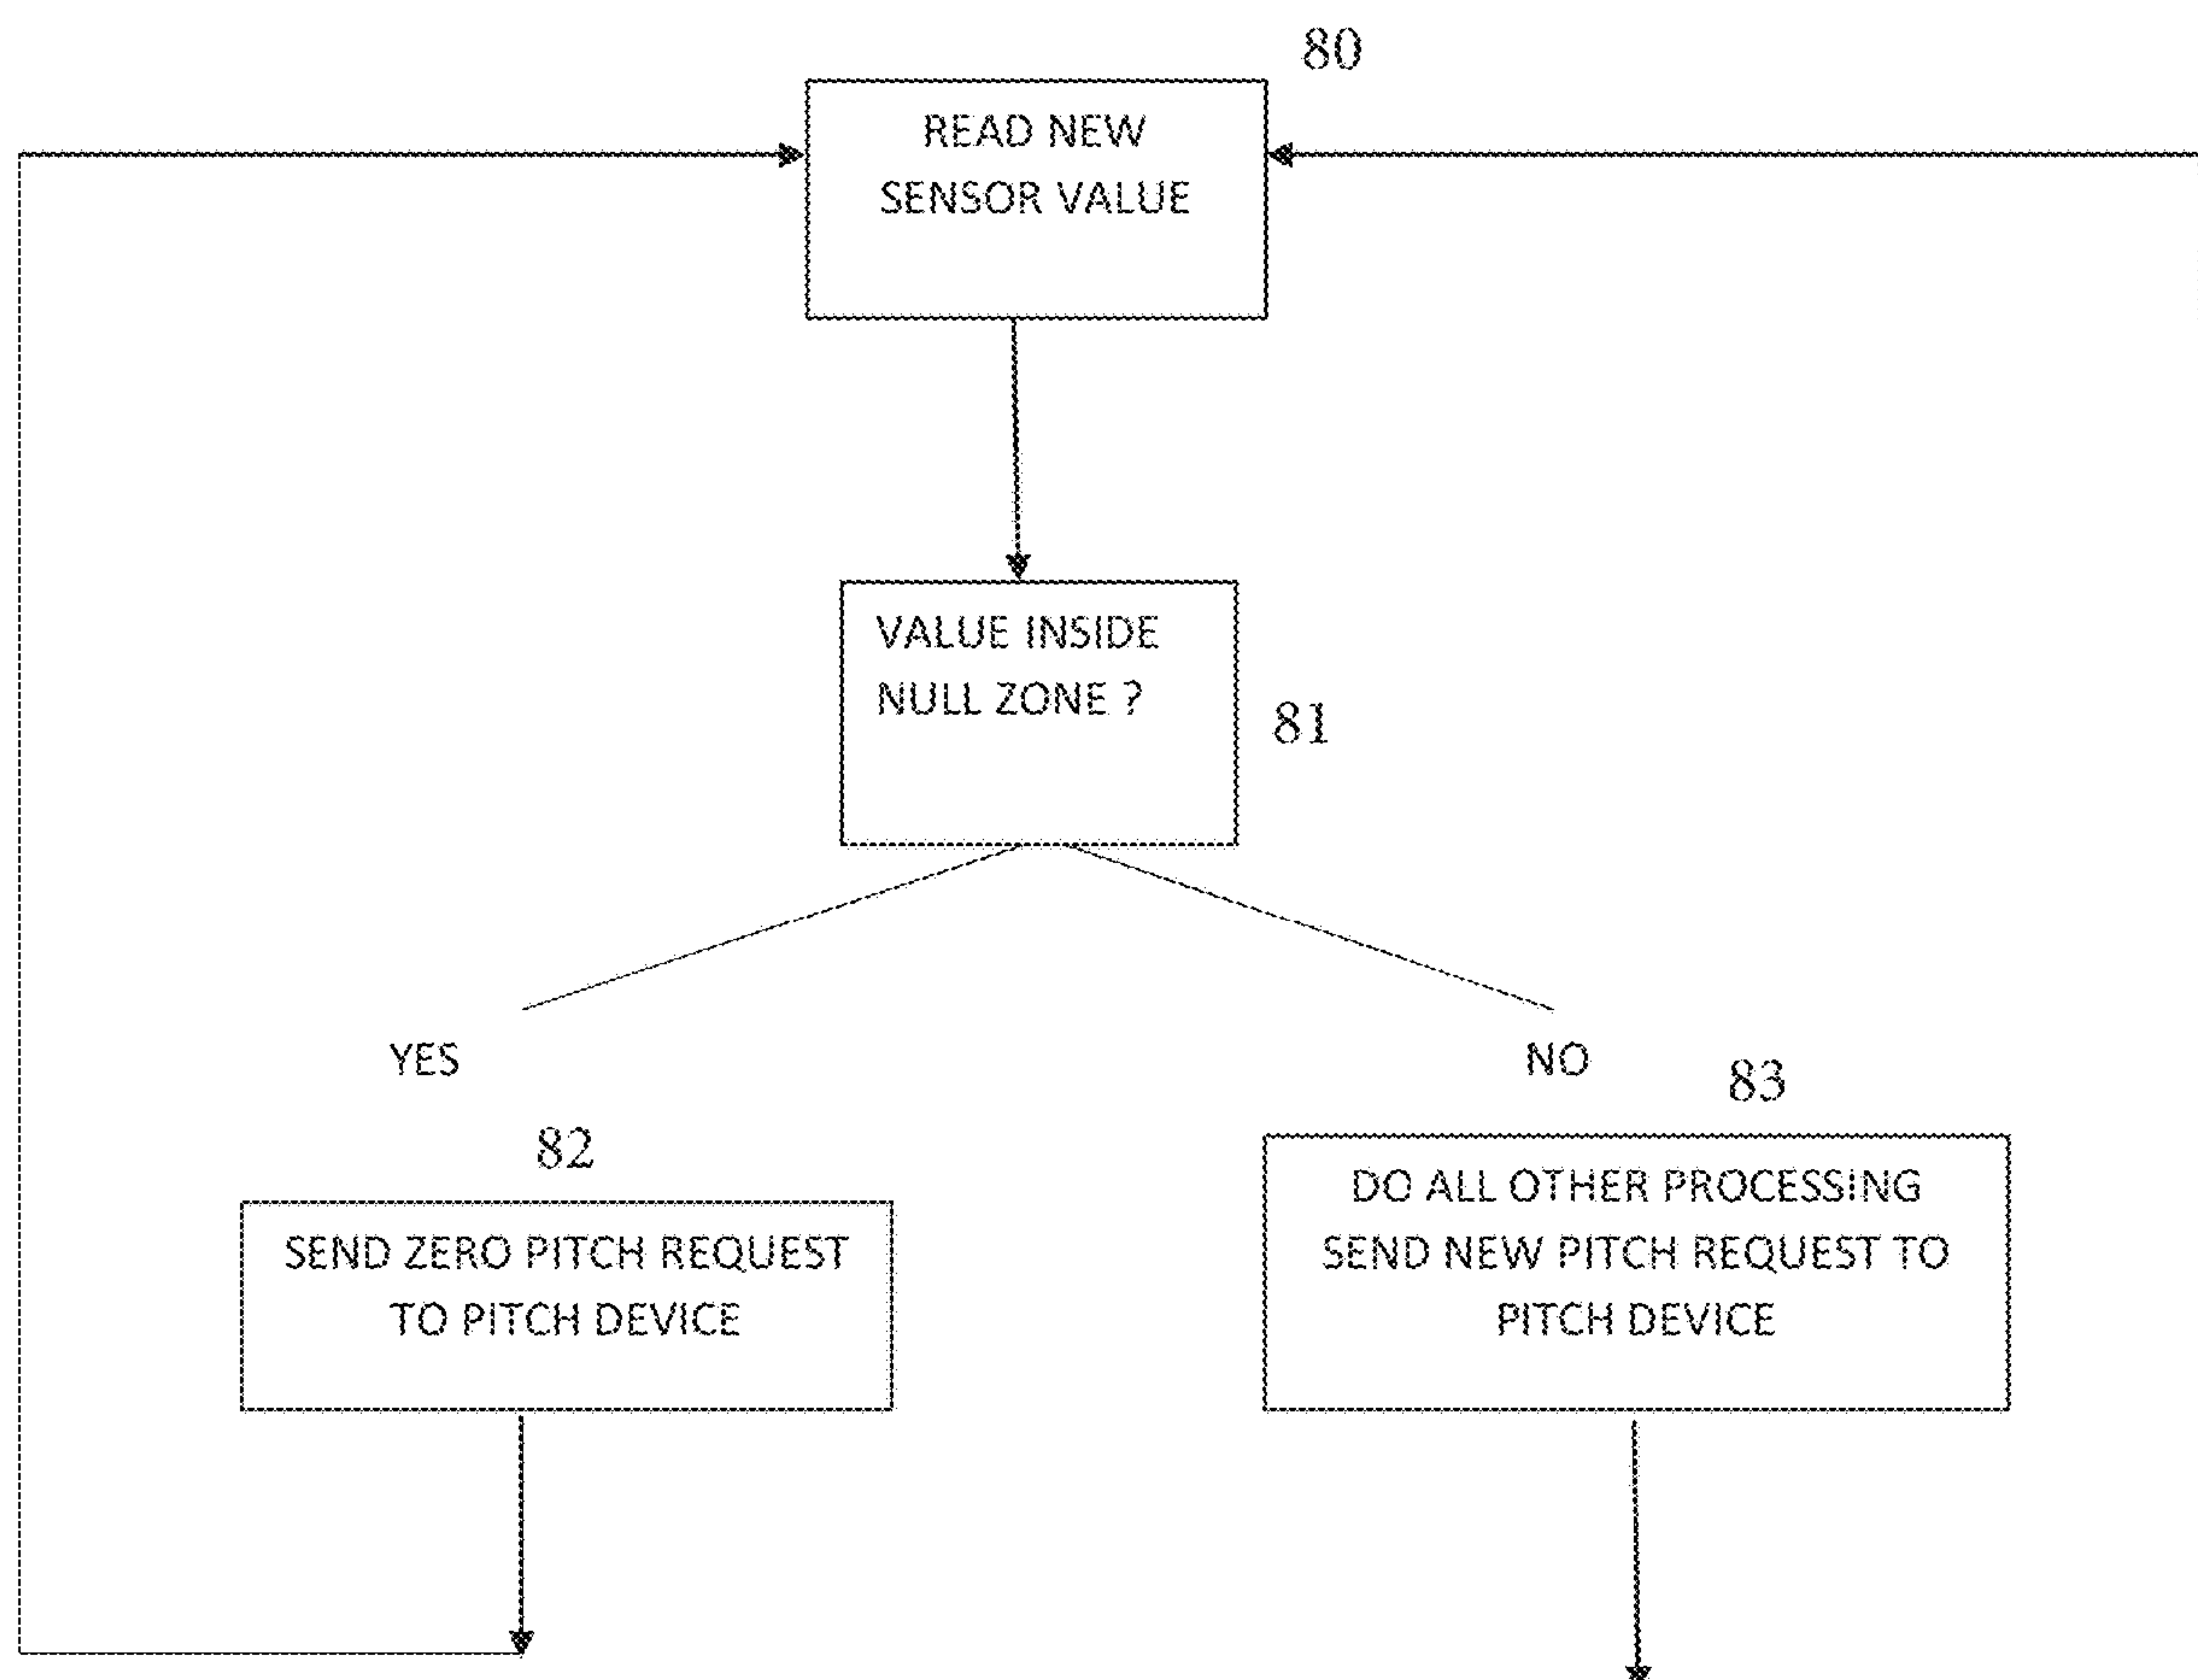 80
READ NEW
SENSOR VALUE
VALUE INSIDE
NULL ZONE ?
81
YES
NO
83
82
SEND ZERO PITCH REQUEST
TO PITCH DEVICE
DO ALL OTHER PROCESSING
SEND NEW PITCH REQUEST TO
PITCH DEVICE